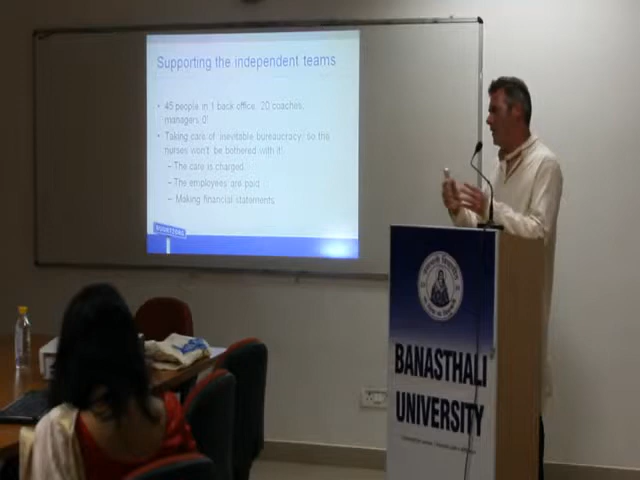 Supporting the independent teams
• 45 people in 1 back office, 20 coaches,
managers 0!
• Taking care of 'inevitable bureaucracy' so the
nurses won't be bothered with it!
– The care is charged
– The employees are paid
– Making financial statements
BUURTZORG
BANASTHALI
UNIVERSITY